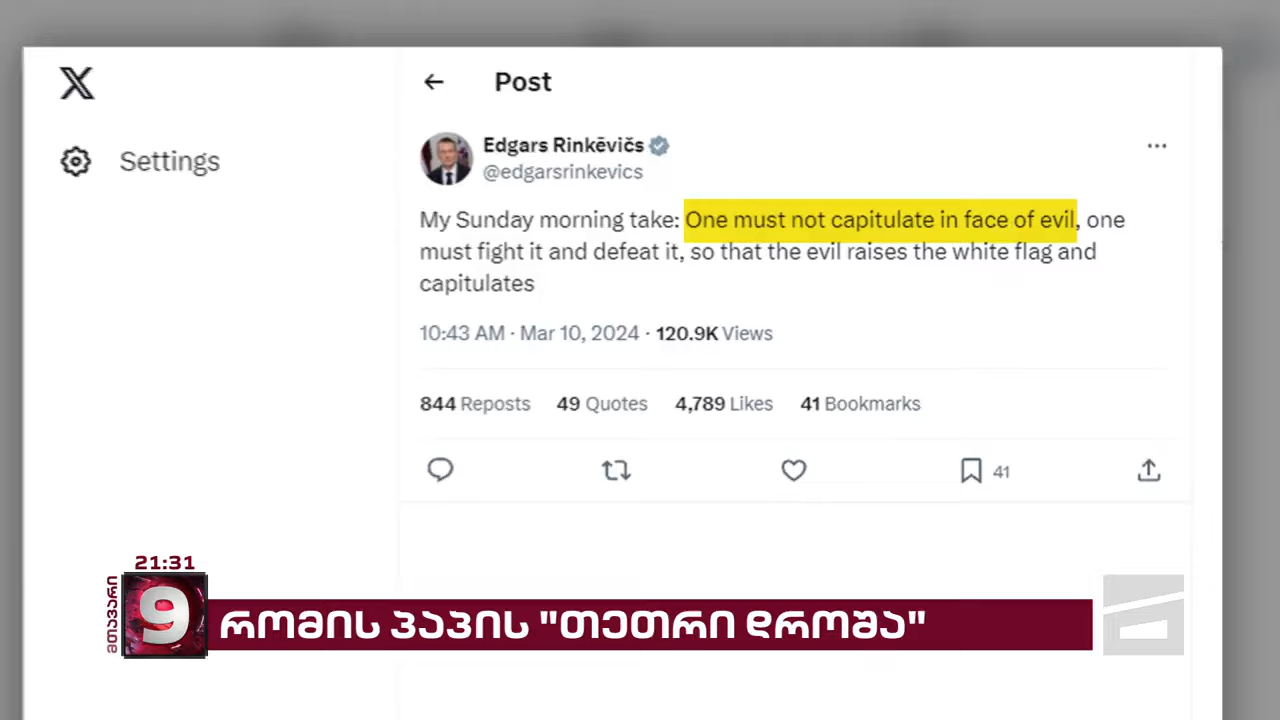 Post
Settings
Edgars Rinkēvičs
@edgarsrinkevics
My Sunday morning take: One must not capitulate in face of evil, one
must fight it and defeat it, so that the evil raises the white flag and
capitulates
10:43 AM · Mar 10, 2024 · 120.9K Views
844 Reposts 49 Quotes 4,789 Likes 41 Bookmarks
41
21:31
მთავარი
9
რომის პაპის "თეთრი დროშა"